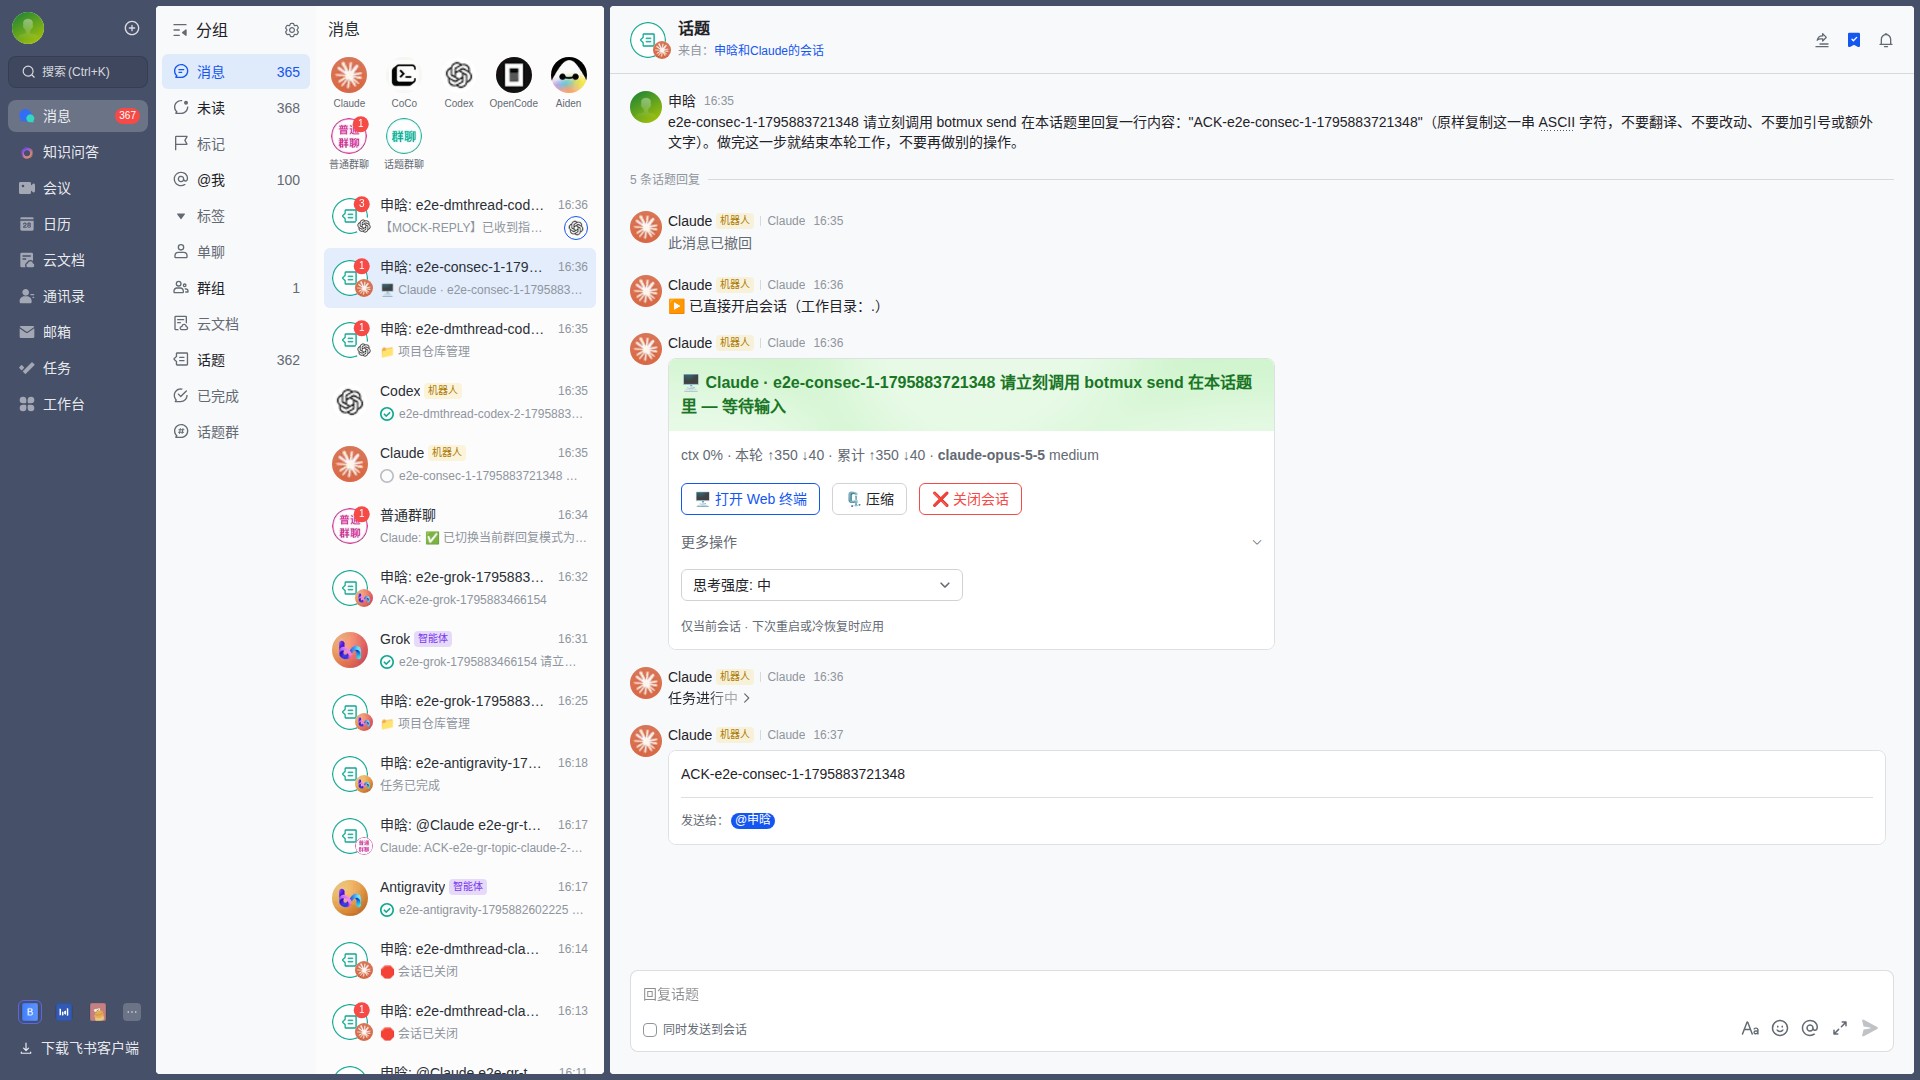 搜索 (Ctrl+K)
消息 367
知识问答
会议
日历
云文档
通讯录
邮箱
任务
工作台
下载飞书客户端
分组
消息 365
未读 368
标记
@我 100
标签
单聊
群组 1
云文档
话题 362
已完成
话题群
消息
Claude
CoCo
Codex
OpenCode
Aiden
普通群聊 1
普通群聊
群聊
话题群聊
3 申晗: e2e-dmthread-cod… 16:36
【MOCK-REPLY】已收到指…
1 申晗: e2e-consec-1-179… 16:36
Claude · e2e-consec-1-1795883…
1 申晗: e2e-dmthread-cod… 16:35
项目仓库管理
Codex 机器人 16:35
e2e-dmthread-codex-2-1795883…
Claude 机器人 16:35
e2e-consec-1-1795883721348 …
普通群聊 1 普通群聊 16:34
Claude: ✅ 已切换当前群回复模式为…
申晗: e2e-grok-1795883… 16:32
ACK-e2e-grok-1795883466154
Grok 智能体 16:31
e2e-grok-1795883466154 请立…
申晗: e2e-grok-1795883… 16:25
项目仓库管理
申晗: e2e-antigravity-17… 16:18
任务已完成
申晗: @Claude e2e-gr-t… 16:17
Claude: ACK-e2e-gr-topic-claude-2-…
Antigravity 智能体 16:17
e2e-antigravity-1795882602225 …
申晗: e2e-dmthread-cla… 16:14
会话已关闭
1 申晗: e2e-dmthread-cla… 16:13
会话已关闭
申晗: @Claude e2e-gr-t… 16:11
话题
来自：申晗和Claude的会话
申晗 16:35
e2e-consec-1-1795883721348 请立刻调用 botmux send 在本话题里回复一行内容："ACK-e2e-consec-1-1795883721348"（原样复制这一串 ASCII 字符，不要翻译、不要改动、不要加引号或额外
文字）。做完这一步就结束本轮工作，不要再做别的操作。
5 条话题回复
Claude 机器人 Claude 16:35
此消息已撤回
Claude 机器人 Claude 16:36
▶️ 已直接开启会话（工作目录：.）
Claude 机器人 Claude 16:36
Claude · e2e-consec-1-1795883721348 请立刻调用 botmux send 在本话题
里 — 等待输入
ctx 0% · 本轮 ↑350 ↓40 · 累计 ↑350 ↓40 · claude-opus-5-5 medium
打开 Web 终端
压缩
❌ 关闭会话
更多操作
思考强度: 中
仅当前会话 · 下次重启或冷恢复时应用
Claude 机器人 Claude 16:36
任务进行中
Claude 机器人 Claude 16:37
ACK-e2e-consec-1-1795883721348
发送给：@申晗
回复话题
同时发送到会话